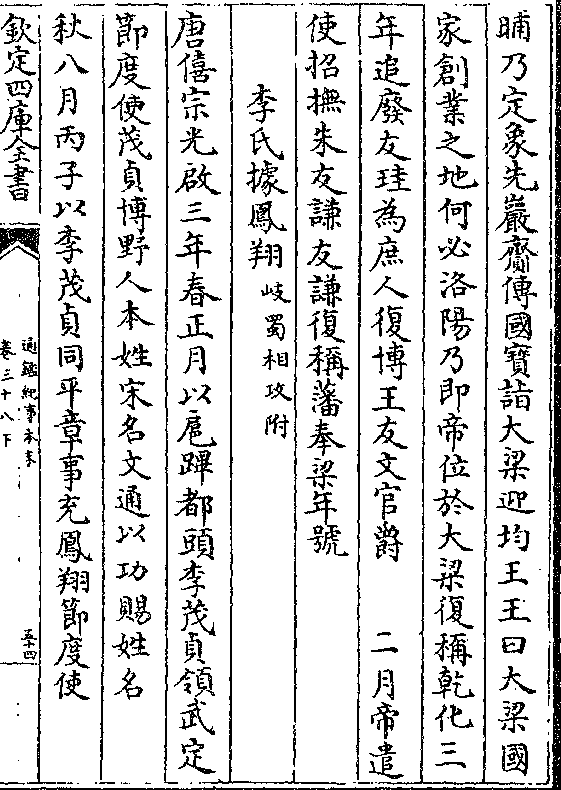 晡乃定象先巖齎傳國寶詣大梁迎均王王曰大梁國
家創業之地何必洛陽乃即帝位於大梁復稱乾化三
年追廢友珪為庶人復博王友文官爵　二月帝遣
使招撫朱友謙友謙復稱藩奉梁年號
李氏據鳳翔岐蜀相攻附
唐僖宗光啟三年春正月以扈蹕都頭李茂貞領武定
節度使茂貞博野人本姓宋名文通以功賜姓名
秋八月丙子以李茂貞同平章事充鳳翔節度使
欽定四庫全書
通鑑紀事本末
卷三十八下
五十四